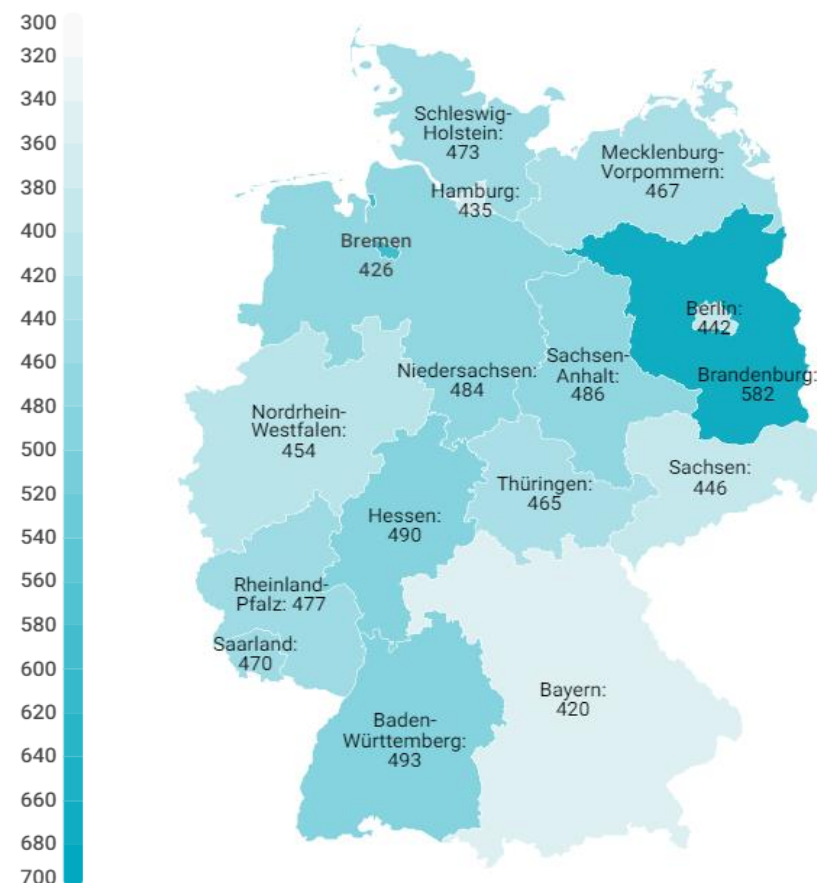 300
320
340
360
380
400
420
440
460
480
500
520
540
560
580
600
620
640
660
680
700
Schleswig-
Holstein:
473
Mecklenburg-
Vorpommern:
467
Hamburg:
435
Bremen
426
Berlin:
442
Brandenburg:
582
Niedersachsen:
484
Sachsen-
Anhalt:
486
Nordrhein-
Westfalen:
454
Sachsen:
446
Thüringen:
465
Hessen:
490
Rheinland-
Pfalz: 477
Saarland:
470
Bayern:
420
Baden-
Württemberg:
493